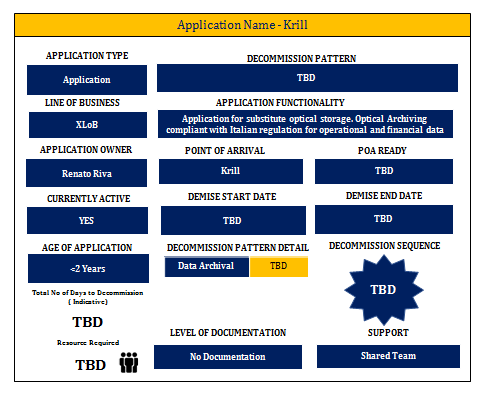 Application Name - Krill
APPLICATION TYPE
Application
DECOMMISSION PATTERN
TBD
LINE OF BUSINESS
XLoB
APPLICATION FUNCTIONALITY
Application for substitute optical storage. Optical Archiving
compliant with Italian regulation for operational and financial data
APPLICATION OWNER
Renato Riva
POINT OF ARRIVAL
Krill
POA READY
TBD
CURRENTLY ACTIVE
YES
DEMISE START DATE
TBD
DEMISE END DATE
TBD
AGE OF APPLICATION
<2 Years
DECOMMISSION PATTERN DETAIL
Data Archival
TBD
DECOMMISSION SEQUENCE
TBD
Total No of Days to Decommission
( Indicative)
TBD
Resource Required
TBD
LEVEL OF DOCUMENTATION
No Documentation
SUPPORT
Shared Team